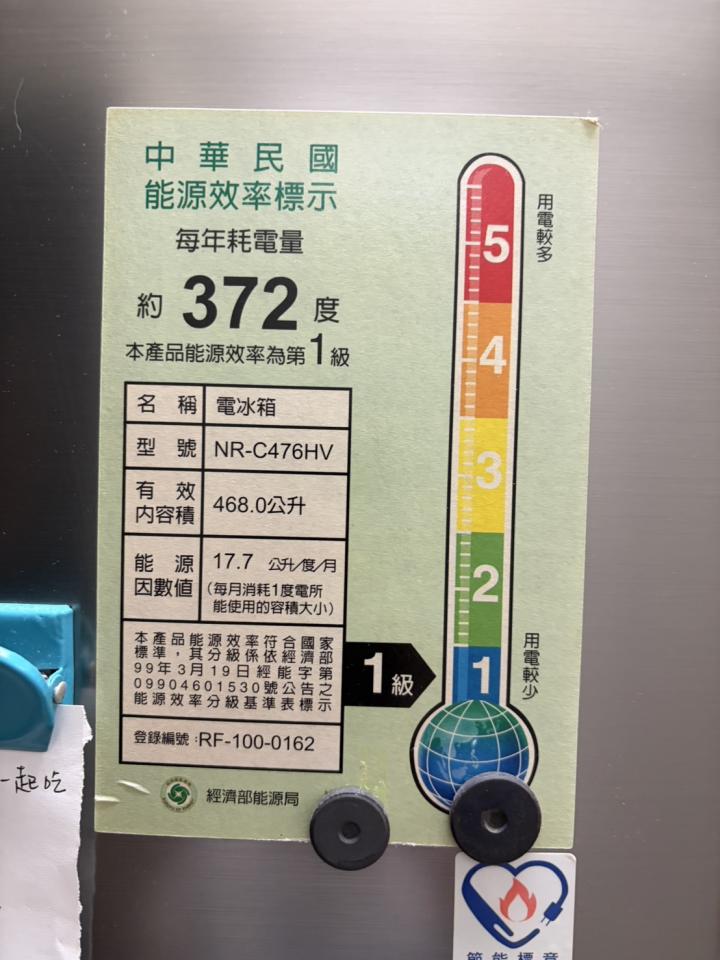 中華民國
能源效率標示
每年耗電量
約 372 度
本產品能源效率為第1級
名稱 電冰箱
型號 NR-C476HV
有效
內容積 468.0公升
能源
因數值 17.7 公升/度/月
(每月消耗1度電所
能使用的容積大小)
本產品能源效率符合國家
標準，其分級係依經濟部
99年3月19日經能字第
09904601530號公告之
能源效率分級基準表標示
登錄編號:RF-100-0162
經濟部能源局
用電較多
5
4
3
2
1
用電較少
1級
一起吃
節能標章